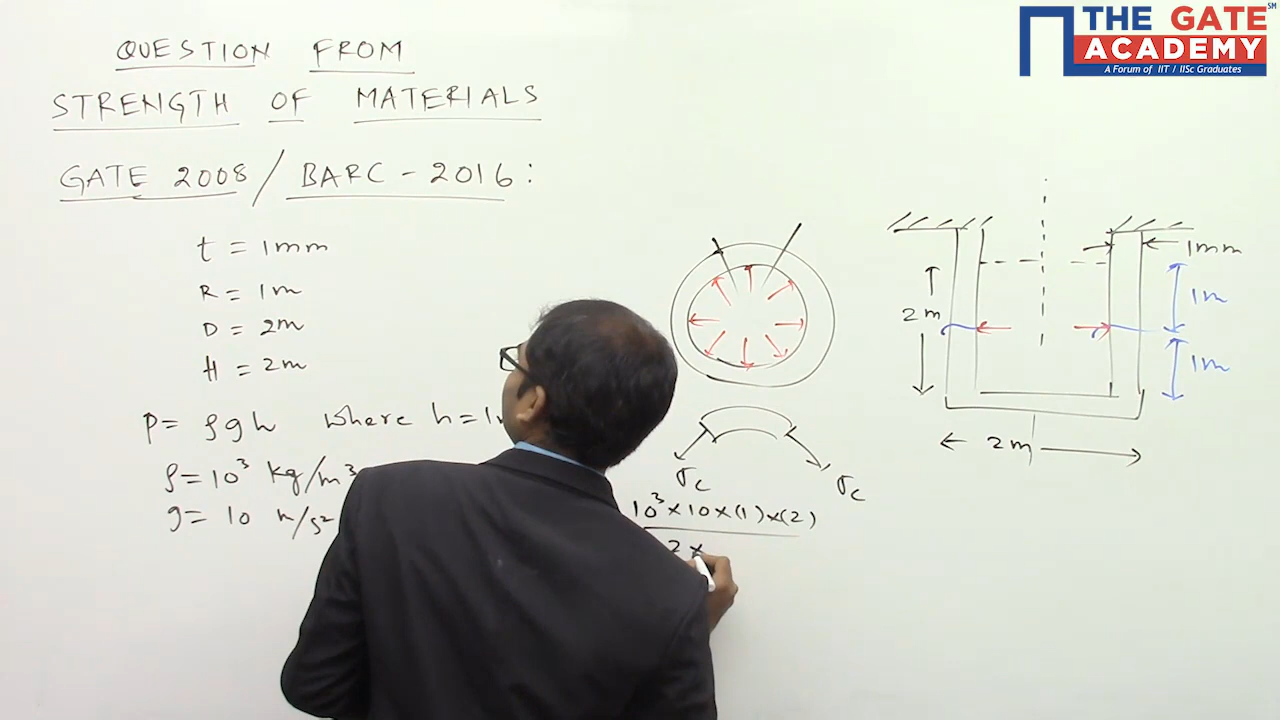 QUESTION FROM
STRENGTH OF MATERIALS
GATE 2008 / BARC - 2016 :
t = 1mm
R = 1m
D = 2m
H = 2m
P = ρgh where h = 1
ρ = 10³ kg/m³
g = 10 m/s²
σc
σc
10³ × 10 × (1) × (2)
2 ×
1mm
2m
1m
1m
2m
THE GATE
ACADEMY
A Forum of IIT / IISc Graduates
SM